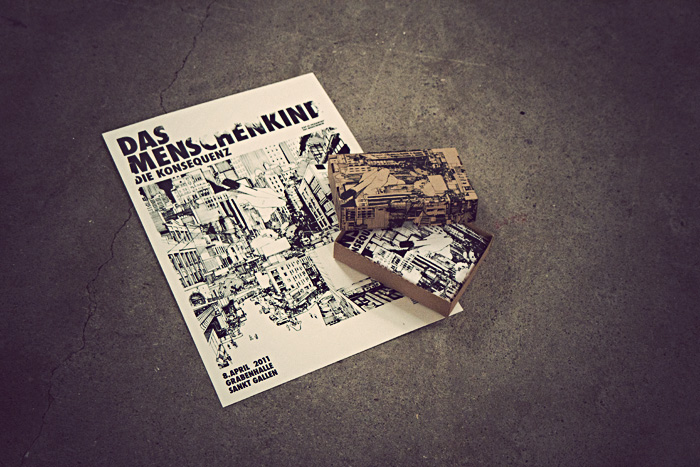 DAS
MENSCHENKIND
DIE KONSEQUENZ
8. APRIL 2011
GRABENHALLE
SANKT GALLEN